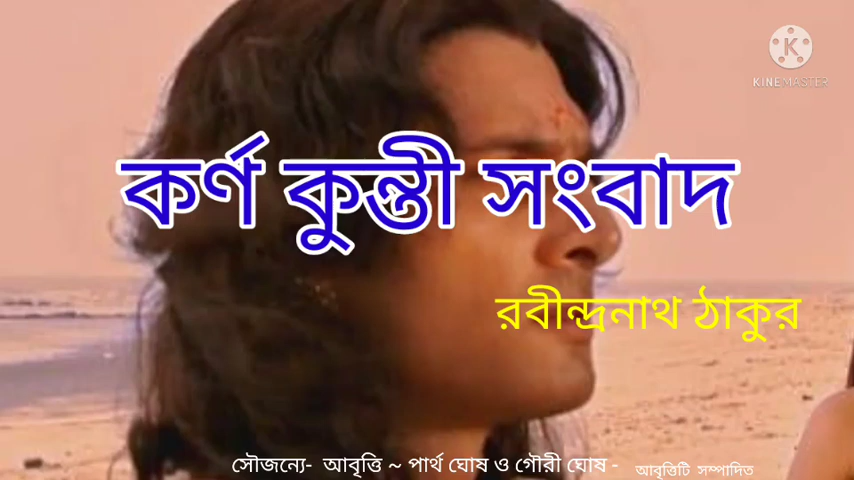 KINEMASTER
কর্ণ কুন্তী সংবাদ
রবীন্দ্রনাথ ঠাকুর
সৌজন্যে- আবৃত্তি ~ পার্থ ঘোষ ও গৌরী ঘোষ - আবৃত্তিটি সম্পাদিত